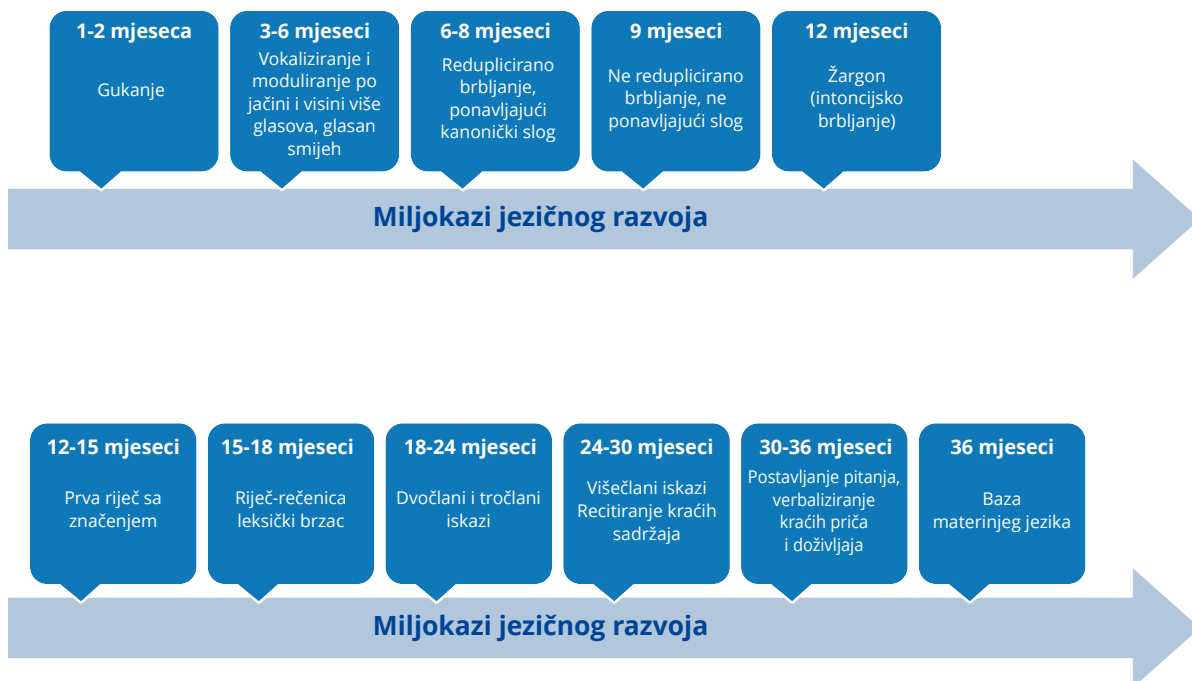 1-2 mjeseca
Gukanje
3-6 mjeseci
Vokaliziranje i
moduliranje po
jačini i visini više
glasova, glasan
smijeh
6-8 mjeseci
Reduplicirano
brbljanje,
ponavljajući
kanonički slog
9 mjeseci
Ne reduplicirano
brbljanje, ne
ponavljajući slog
12 mjeseci
Žargon
(intoncijsko
brbljanje)
Miljokazi jezičnog razvoja
12-15 mjeseci
Prva riječ sa
značenjem
15-18 mjeseci
Riječ-rečenica
leksički brzac
18-24 mjeseci
Dvočlani i tročlani
iskazi
24-30 mjeseci
Višečlani iskazi
Recitiranje kraćih
sadržaja
30-36 mjeseci
Postavljanje pitanja,
verbaliziranje
kraćih priča
i doživljaja
36 mjeseci
Baza
materinjeg jezika
Miljokazi jezičnog razvoja